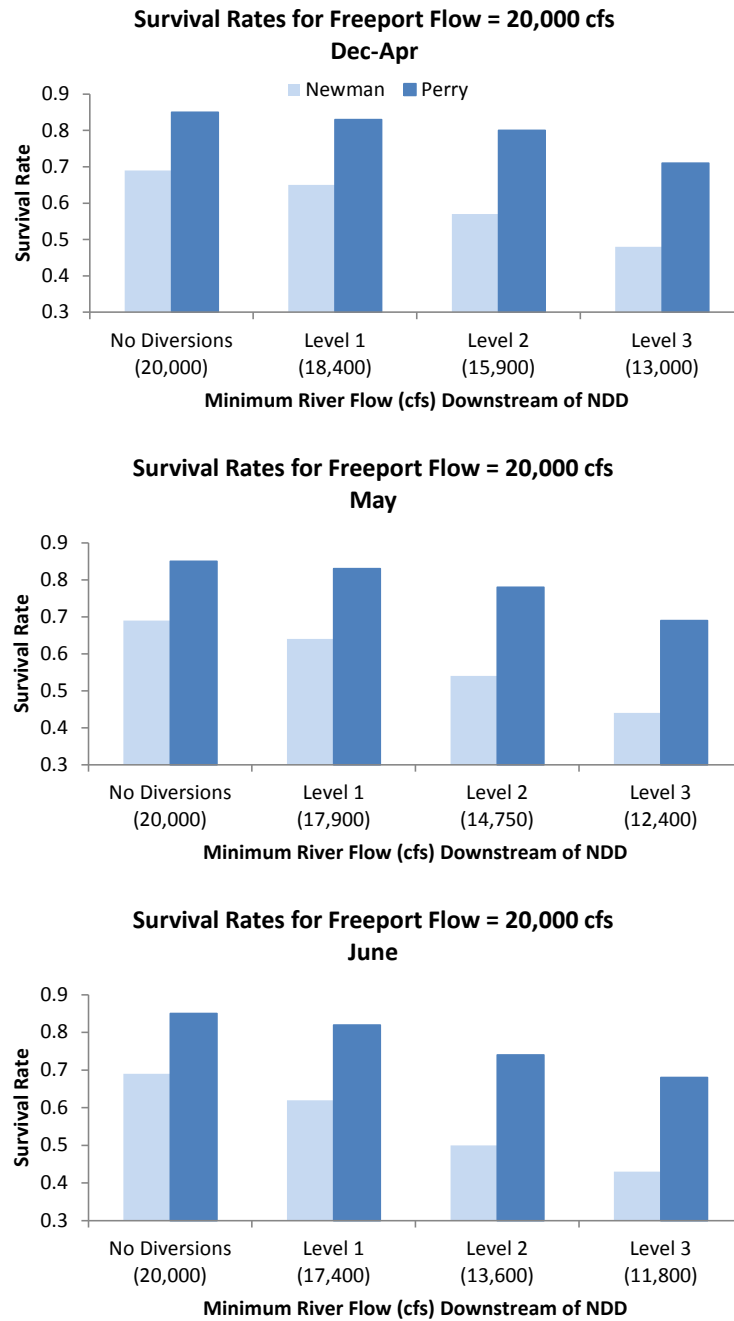 Survival Rates for Freeport Flow = 20,000 cfs
Dec-Apr
Newman Perry
0.9
0.8
0.7
0.6
0.5
0.4
0.3
Survival Rate
No Diversions Level 1 Level 2 Level 3
(20,000) (18,400) (15,900) (13,000)
Minimum River Flow (cfs) Downstream of NDD
Survival Rates for Freeport Flow = 20,000 cfs
May
0.9
0.8
0.7
0.6
0.5
0.4
0.3
Survival Rate
No Diversions Level 1 Level 2 Level 3
(20,000) (17,900) (14,750) (12,400)
Minimum River Flow (cfs) Downstream of NDD
Survival Rates for Freeport Flow = 20,000 cfs
June
0.9
0.8
0.7
0.6
0.5
0.4
0.3
Survival Rate
No Diversions Level 1 Level 2 Level 3
(20,000) (17,400) (13,600) (11,800)
Minimum River Flow (cfs) Downstream of NDD